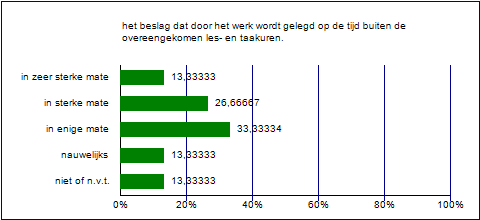 het beslag dat door het werk wordt gelegd op de tijd buiten de
overeengekomen les- en taakuren.
in zeer sterke mate 13,33333
in sterke mate 26,66667
in enige mate 33,33334
nauwelijks 13,33333
niet of n.v.t. 13,33333
0% 20% 40% 60% 80% 100%